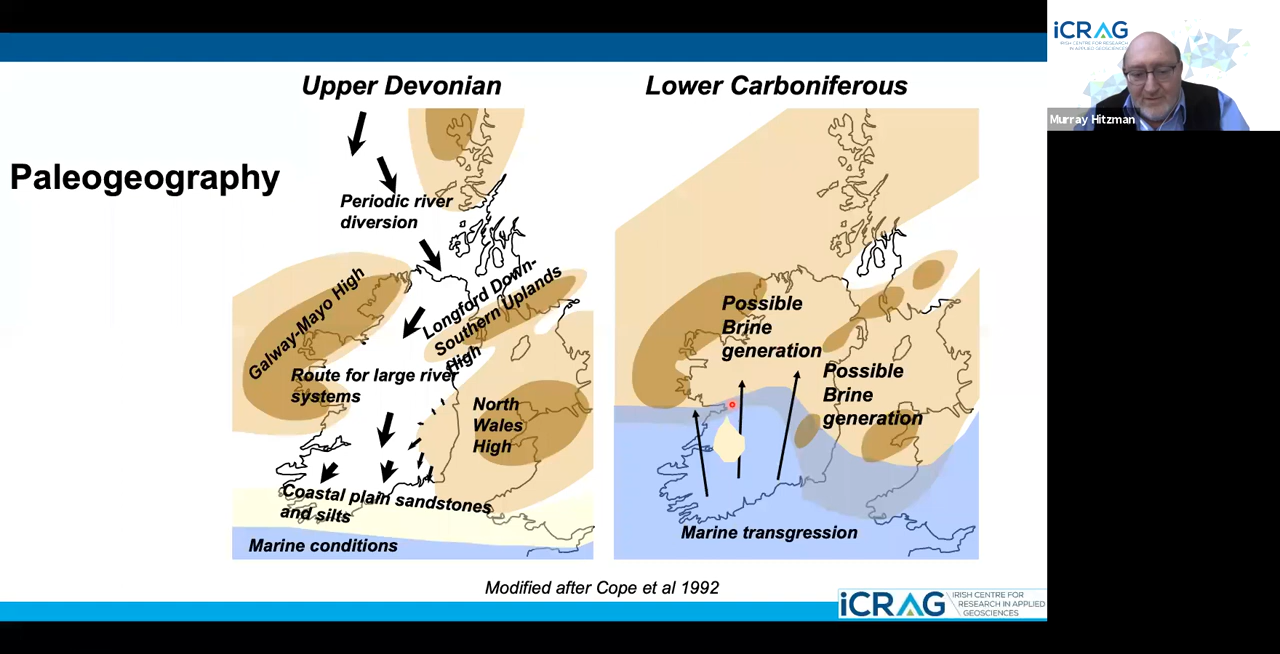 Upper Devonian
Lower Carboniferous
Paleogeography
Periodic river
diversion
Galway-Mayo High
Longford Down-
Southern Uplands
High
Route for large river
systems
North
Wales
High
Coastal plain sandstones
and silts
Marine conditions
Possible
Brine
generation
Possible
Brine
generation
Marine transgression
Modified after Cope et al 1992
iCRAG
IRISH CENTRE FOR
RESEARCH IN APPLIED
GEOSCIENCES
iCRAG
IRISH CENTRE FOR RESEARCH
IN APPLIED GEOSCIENCES
Murray Hitzman